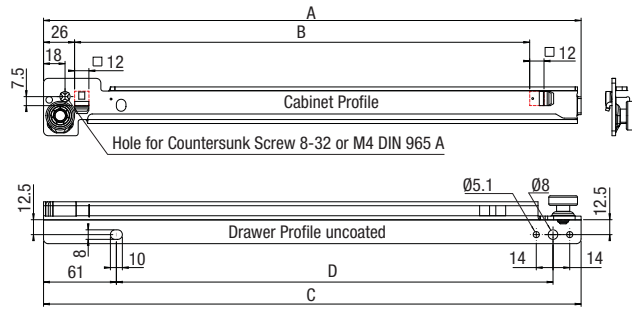 A
26
B
18
□ 12
□ 12
7.5
Cabinet Profile
Hole for Countersunk Screw 8-32 or M4 DIN 965 A
Ø5.1
Ø8
12.5
12.5
Drawer Profile uncoated
8
10
14
14
61
D
C